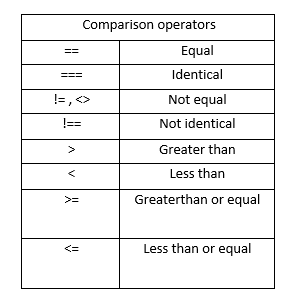 Comparison operators
== Equal
=== Identical
!= , <> Not equal
!== Not identical
> Greater than
< Less than
>= Greaterthan or equal
<= Less than or equal